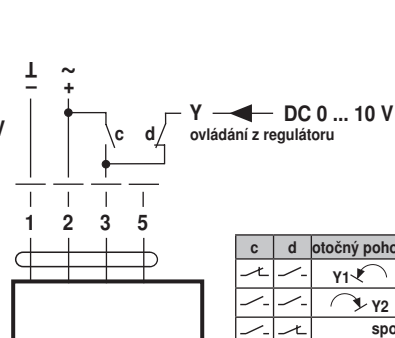 ⊥ ~
– +
c d Y DC 0 ... 10 V
ovládání z regulátoru
1 2 3 5
c d
Y1
Y2